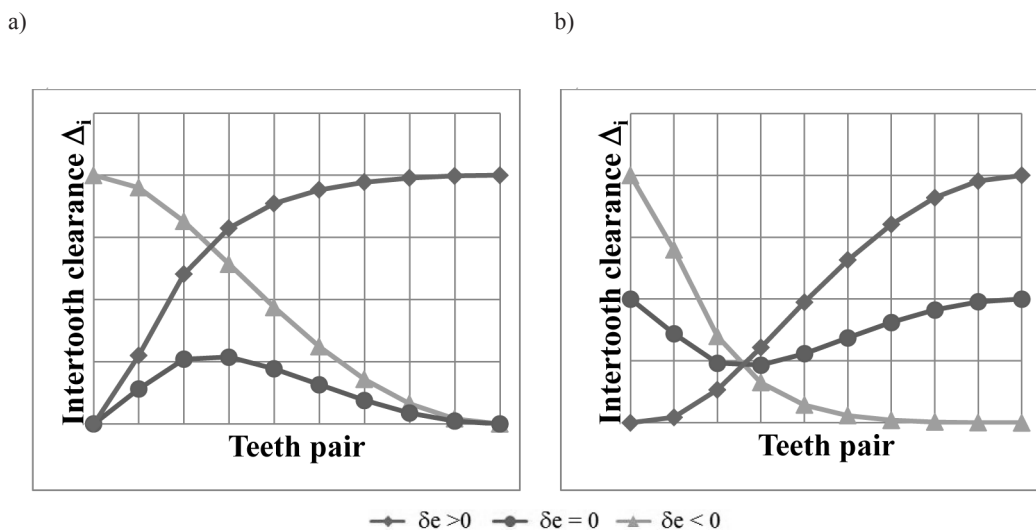 a)
b)
Intertooth clearance Δi
Teeth pair
Intertooth clearance Δi
Teeth pair
δe >0 δe = 0 δe < 0